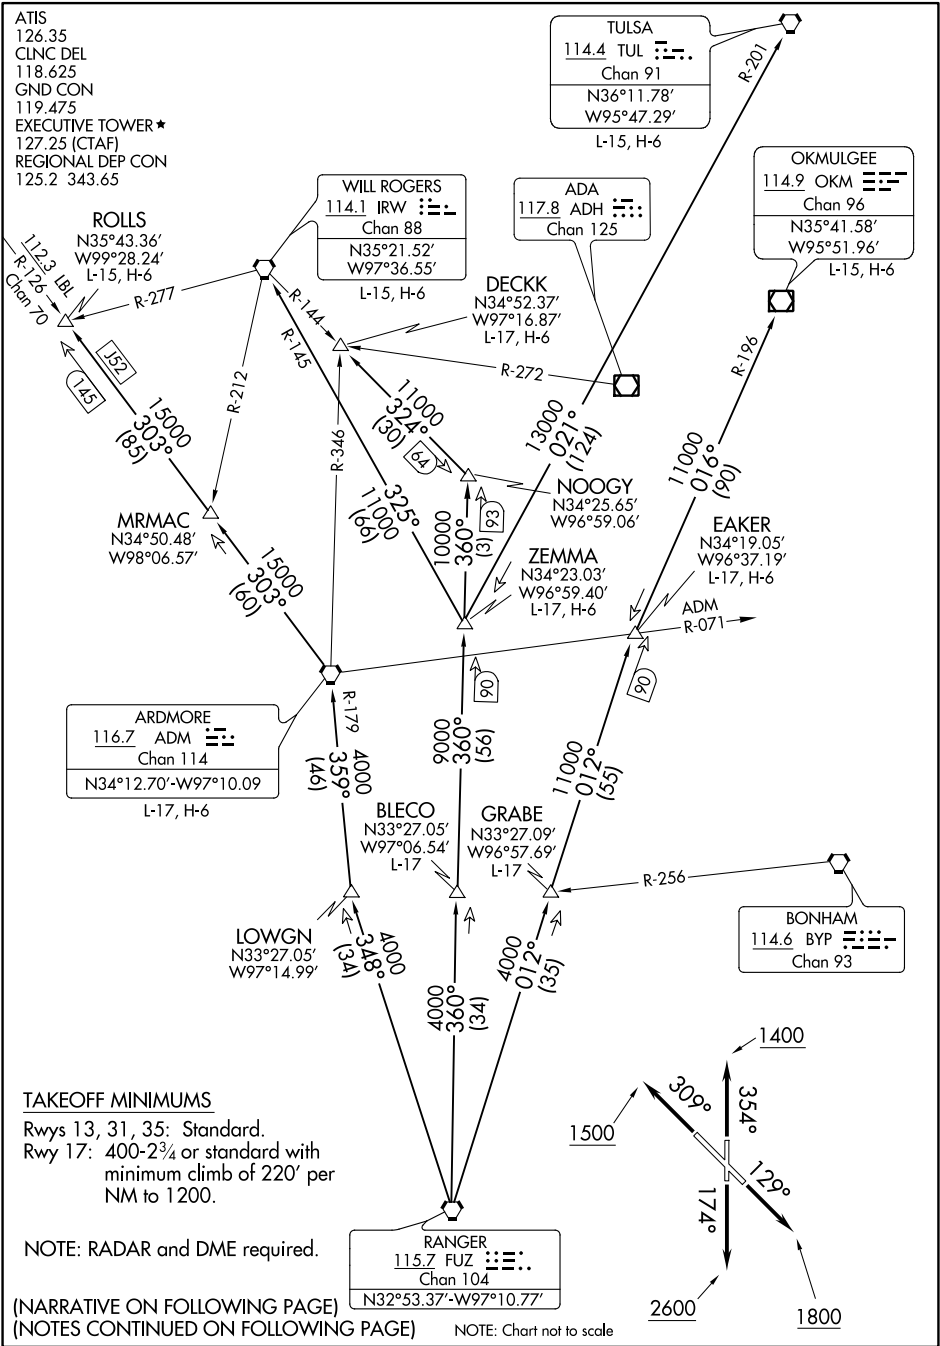 ATIS
126.35
CLNC DEL
118.625
GND CON
119.475
EXECUTIVE TOWER★
127.25 (CTAF)
REGIONAL DEP CON
125.2 343.65
TULSA
114.4 TUL
Chan 91
N36°11.78′
W95°47.29′
L-15, H-6
R-201
OKMULGEE
114.9 OKM
Chan 96
N35°41.58′
W95°51.96′
L-15, H-6
R-196
WILL ROGERS
114.1 IRW
Chan 88
N35°21.52′
W97°36.55′
L-15, H-6
ADA
117.8 ADH
Chan 125
ROLLS
N35°43.36′
W99°28.24′
L-15, H-6
112.3 LBL
R-126
Chan 70
R-277
R-144
R-145
R-212
DECKK
N34°52.37′
W97°16.87′
L-17, H-6
R-272
R-346
J52
145
15000
303°
(85)
11000
324°
(30)
64
325°
11000
(66)
10000
360°
(3)
93
13000
021°
(124)
11000
016°
(90)
NOOGY
N34°25.65′
W96°59.06′
MRMAC
N34°50.48′
W98°06.57′
15000
303°
(60)
ZEMMA
N34°23.03′
W96°59.40′
L-17, H-6
EAKER
N34°19.05′
W96°37.19′
L-17, H-6
ADM
R-071
90
90
ARDMORE
116.7 ADM
Chan 114
N34°12.70′-W97°10.09
L-17, H-6
R-179
4000
359°
(46)
9000
360°
(56)
11000
012°
(55)
BLECO
N33°27.05′
W97°06.54′
L-17
GRABE
N33°27.09′
W96°57.69′
L-17
R-256
BONHAM
114.6 BYP
Chan 93
LOWGN
N33°27.05′
W97°14.99′
4000
348°
(34)
4000
360°
(34)
4000
012°
(35)
TAKEOFF MINIMUMS
Rwys 13, 31, 35: Standard.
Rwy 17: 400-2¾ or standard with
minimum climb of 220′ per
NM to 1200.
NOTE: RADAR and DME required.
RANGER
115.7 FUZ
Chan 104
N32°53.37′-W97°10.77′
1400
354°
309°
1500
129°
174°
2600
1800
(NARRATIVE ON FOLLOWING PAGE)
(NOTES CONTINUED ON FOLLOWING PAGE)
NOTE: Chart not to scale